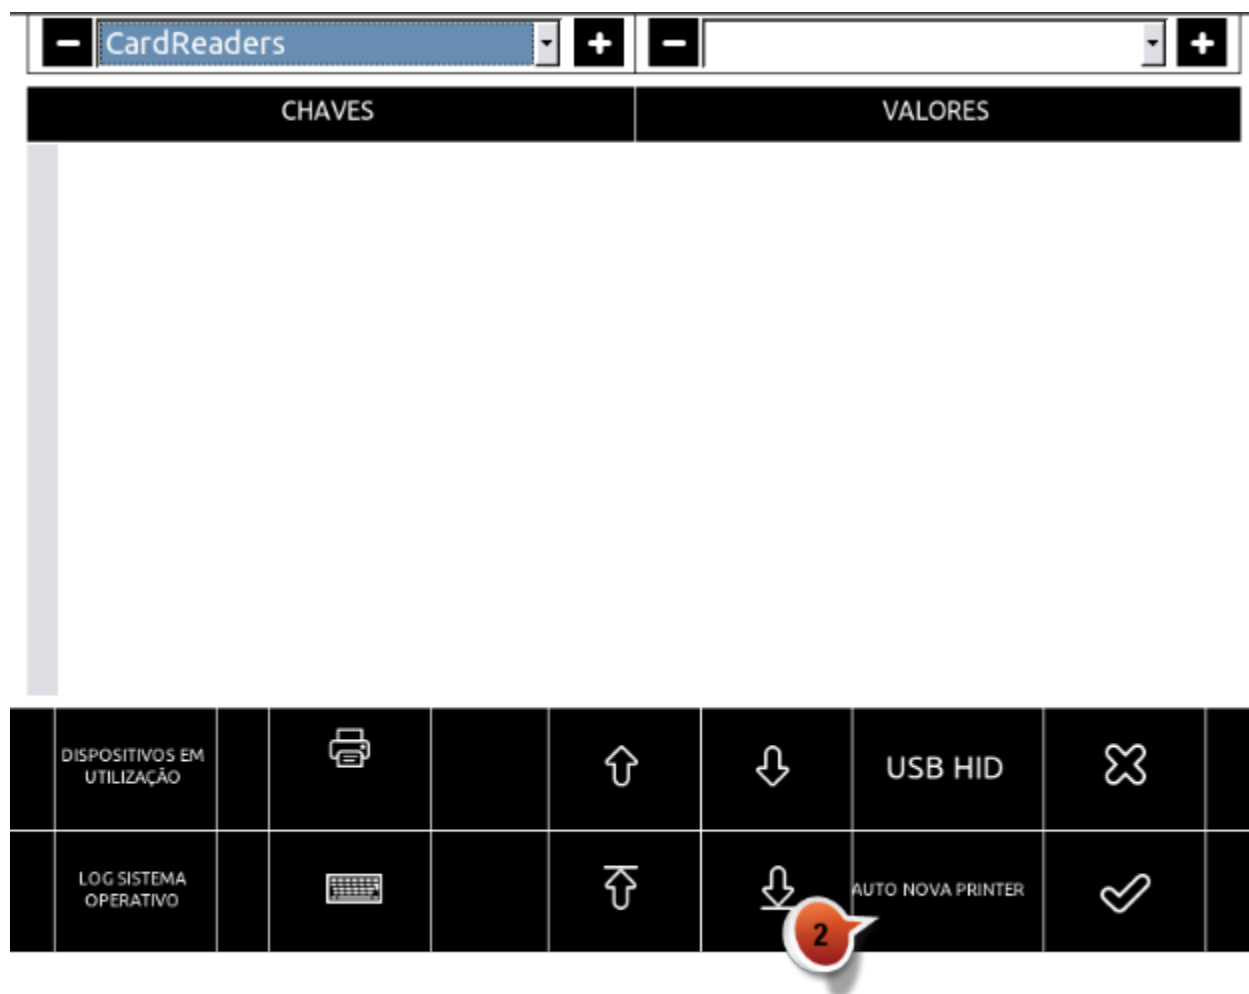 CardReaders
CHAVES
VALORES
DISPOSITIVOS EM
UTILIZAÇÃO
USB HID
LOG SISTEMA
OPERATIVO
AUTO NOVA PRINTER
2